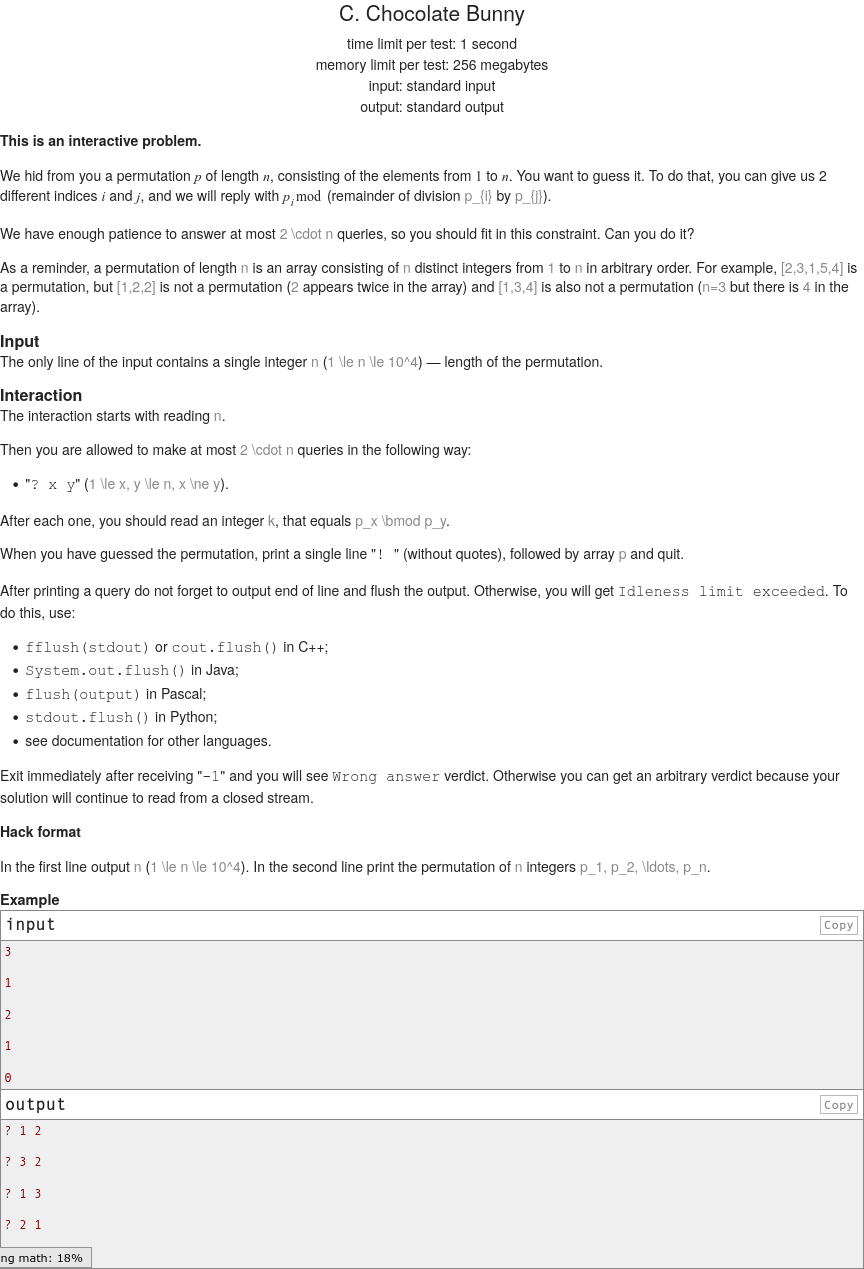 C. Chocolate Bunny
time limit per test: 1 second
memory limit per test: 256 megabytes
input: standard input
output: standard output
This is an interactive problem.
We hid from you a permutation p of length n, consisting of the elements from 1 to n. You want to guess it. To do that, you can give us 2
different indices i and j, and we will reply with p_i mod (remainder of division p_{i} by p_{j}).
We have enough patience to answer at most 2 \cdot n queries, so you should fit in this constraint. Can you do it?
As a reminder, a permutation of length n is an array consisting of n distinct integers from 1 to n in arbitrary order. For example, [2,3,1,5,4] is
a permutation, but [1,2,2] is not a permutation (2 appears twice in the array) and [1,3,4] is also not a permutation (n=3 but there is 4 in the
array).
Input
The only line of the input contains a single integer n (1 \le n \le 10^4) — length of the permutation.
Interaction
The interaction starts with reading n.
Then you are allowed to make at most 2 \cdot n queries in the following way:
• "? x y" (1 \le x, y \le n, x \ne y).
After each one, you should read an integer k, that equals p_x \bmod p_y.
When you have guessed the permutation, print a single line "! " (without quotes), followed by array p and quit.
After printing a query do not forget to output end of line and flush the output. Otherwise, you will get Idleness limit exceeded. To
do this, use:
• fflush(stdout) or cout.flush() in C++;
• System.out.flush() in Java;
• flush(output) in Pascal;
• stdout.flush() in Python;
• see documentation for other languages.
Exit immediately after receiving "-1" and you will see Wrong answer verdict. Otherwise you can get an arbitrary verdict because your
solution will continue to read from a closed stream.
Hack format
In the first line output n (1 \le n \le 10^4). In the second line print the permutation of n integers p_1, p_2, \ldots, p_n.
Example
input Copy
3
1
2
1
0
output Copy
? 1 2
? 3 2
? 1 3
? 2 1
ng math: 18%